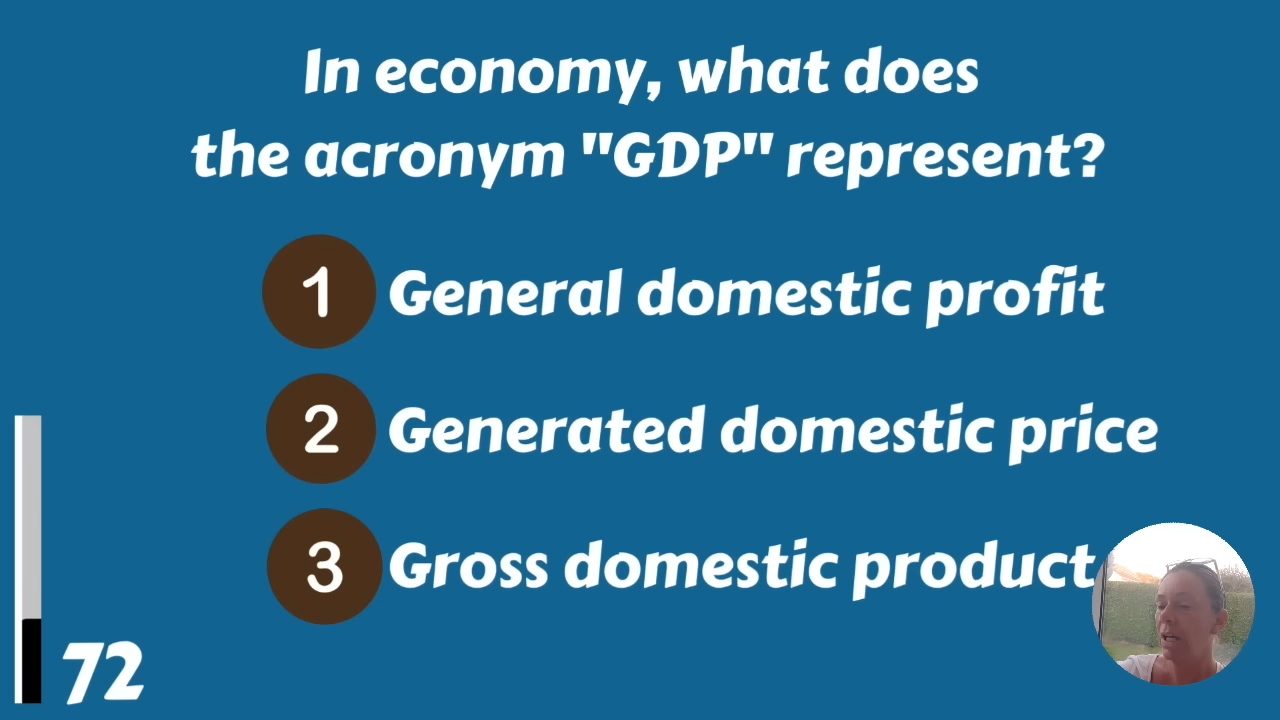 In economy, what does
the acronym "GDP" represent?
1 General domestic profit
2 Generated domestic price
3 Gross domestic product
72